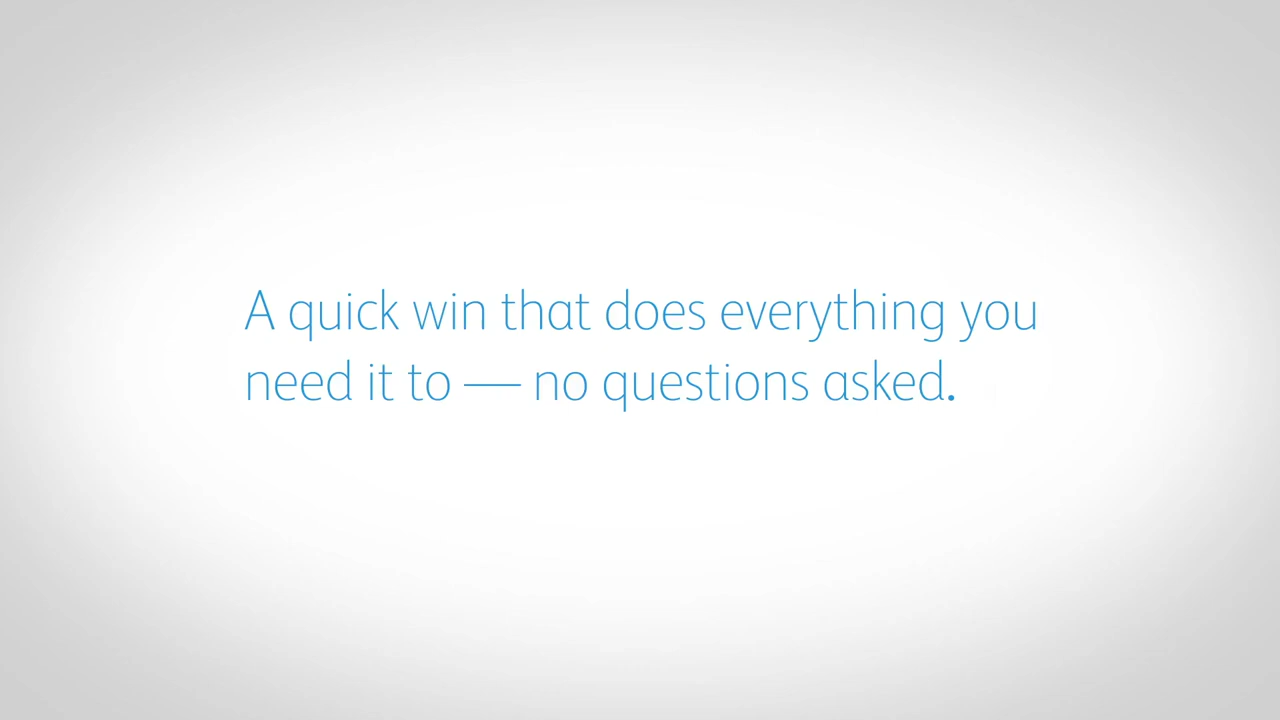 A quick win that does everything you
need it to — no questions asked.